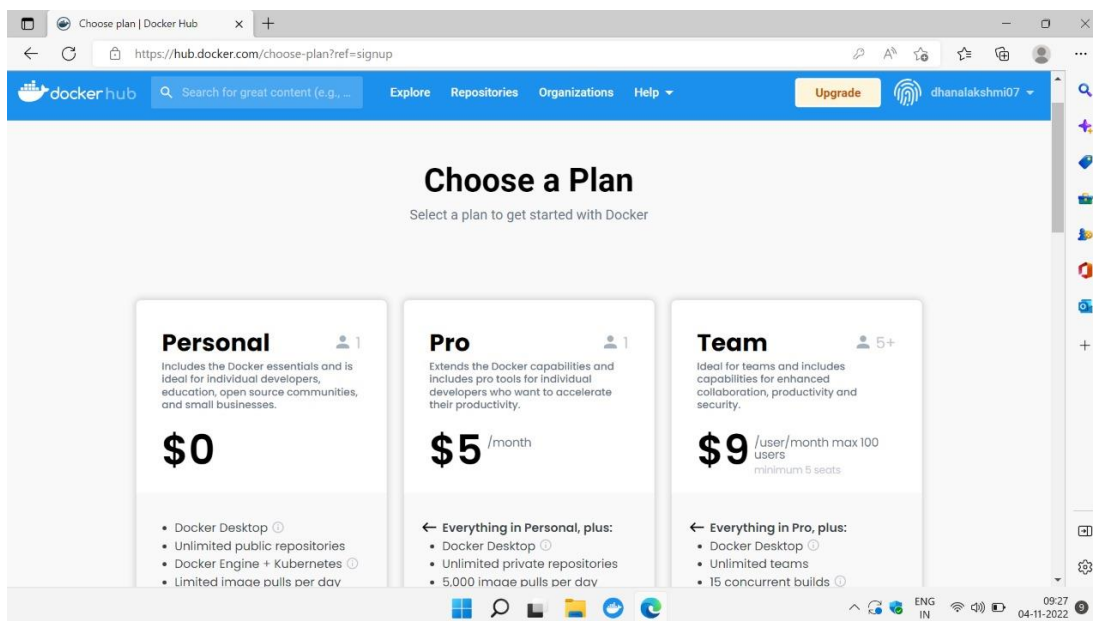 Choose plan | Docker Hub
https://hub.docker.com/choose-plan?ref=signup
dockerhub Search for great content (e.g., ... Explore Repositories Organizations Help Upgrade dhanalakshmi07
Choose a Plan
Select a plan to get started with Docker
Personal 1
Includes the Docker essentials and is
ideal for individual developers,
education, open source communities,
and small businesses.
$0
• Docker Desktop
• Unlimited public repositories
• Docker Engine + Kubernetes
• Limited image pulls per day
Pro 1
Extends the Docker capabilities and
includes pro tools for individual
developers who want to accelerate
their productivity.
$5 /month
← Everything in Personal, plus:
• Docker Desktop
• Unlimited private repositories
• 5,000 image pulls per day
Team 5+
Ideal for teams and includes
capabilities for enhanced
collaboration, productivity and
security.
$9 /user/month max 100
users
minimum 5 seats
← Everything in Pro, plus:
• Docker Desktop
• Unlimited teams
• 15 concurrent builds
ENG
IN
09:27
04-11-2022
9